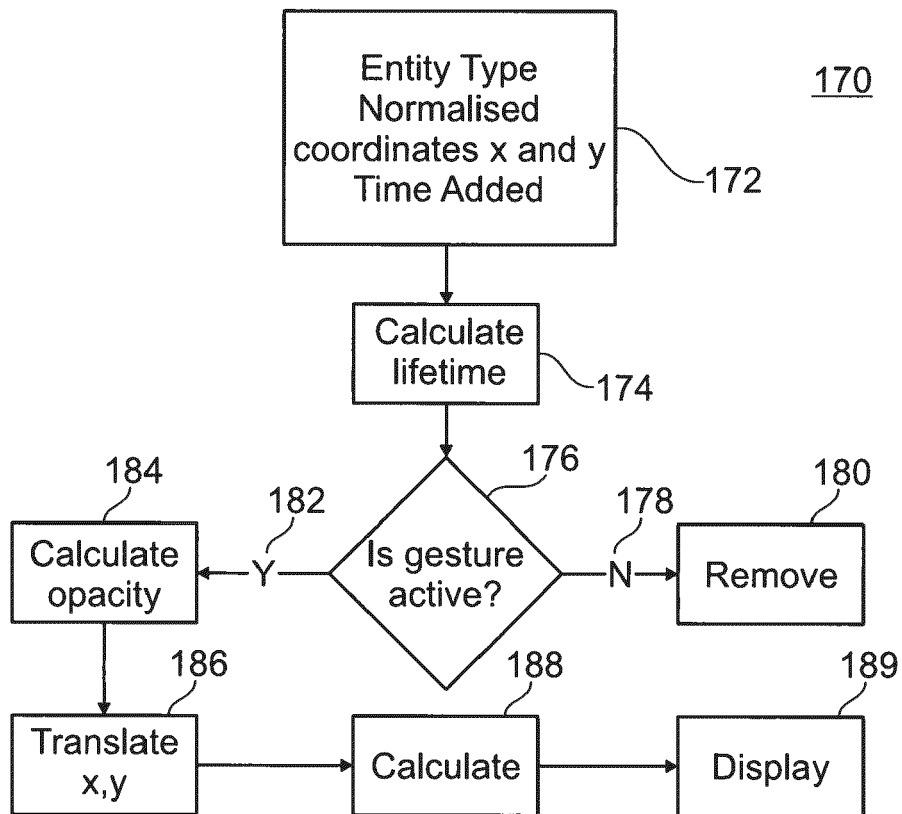 Entity Type
Normalised
coordinates x and y
Time Added
170
172
Calculate
lifetime
174
176
Is gesture
active?
178
N
180
Remove
182
Y
184
Calculate
opacity
186
Translate
x,y
188
Calculate
189
Display